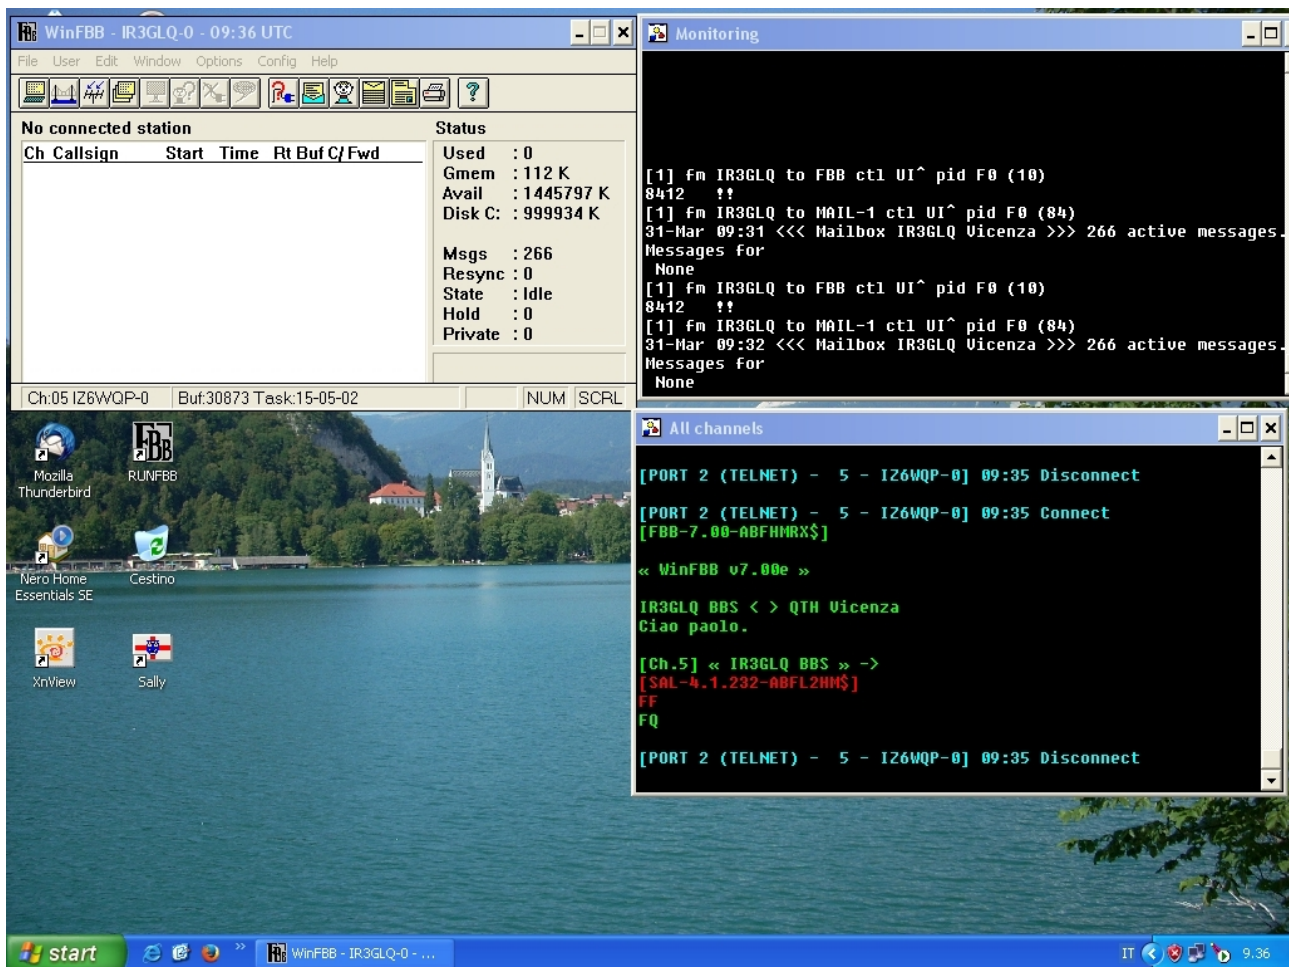 WinFBB - IR3GLQ-0 - 09:36 UTC
File User Edit Window Options Config Help
No connected station
Ch Callsign Start Time Rt Buf C/ Fwd
Status
Used : 0
Gmem : 112 K
Avail : 1445797 K
Disk C: : 999934 K
Msgs : 266
Resync : 0
State : Idle
Hold : 0
Private : 0
Ch:05 IZ6WQP-0 Buf:30873 Task:15-05-02 NUM SCRL
Monitoring
[1] fm IR3GLQ to FBB ctl UI^ pid F0 (10)
8412 !!
[1] fm IR3GLQ to MAIL-1 ctl UI^ pid F0 (84)
31-Mar 09:31 <<< Mailbox IR3GLQ Vicenza >>> 266 active messages.
Messages for
None
[1] fm IR3GLQ to FBB ctl UI^ pid F0 (10)
8412 !!
[1] fm IR3GLQ to MAIL-1 ctl UI^ pid F0 (84)
31-Mar 09:32 <<< Mailbox IR3GLQ Vicenza >>> 266 active messages.
Messages for
None
All channels
[PORT 2 (TELNET) - 5 - IZ6WQP-0] 09:35 Disconnect
[PORT 2 (TELNET) - 5 - IZ6WQP-0] 09:35 Connect
[FBB-7.00-ABFHMRX$]
« WinFBB v7.00e »
IR3GLQ BBS < > QTH Vicenza
Ciao paolo.
[Ch.5] « IR3GLQ BBS » ->
[SAL-4.1.232-ABFL2HM$]
FF
FQ
[PORT 2 (TELNET) - 5 - IZ6WQP-0] 09:35 Disconnect
Mozilla
Thunderbird
FBB
RUNFBB
Nero Home
Essentials SE
Cestino
XnView
Sally
start
WinFBB - IR3GLQ-0 - ...
IT
9.36